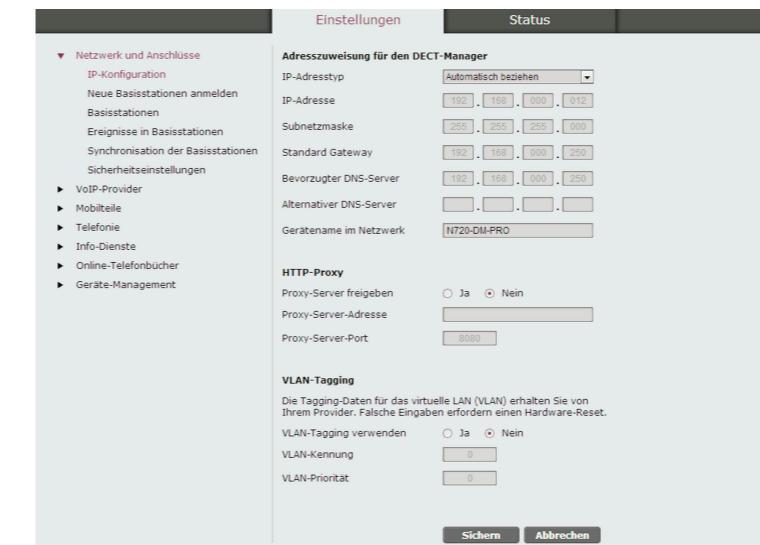 Einstellungen
Status
Netzwerk und Anschlüsse
IP-Konfiguration
Neue Basisstationen anmelden
Basisstationen
Ereignisse in Basisstationen
Synchronisation der Basisstationen
Sicherheitseinstellungen
VoIP-Provider
Mobilteile
Telefonie
Info-Dienste
Online-Telefonbücher
Geräte-Management
Adresszuweisung für den DECT-Manager
IP-Adresstyp Automatisch beziehen
IP-Adresse 192 . 168 . 000 . 012
Subnetzmaske 255 . 255 . 255 . 000
Standard Gateway 192 . 168 . 000 . 250
Bevorzugter DNS-Server 192 . 168 . 000 . 250
Alternativer DNS-Server . . .
Gerätename im Netzwerk N720-DM-PRO
HTTP-Proxy
Proxy-Server freigeben Ja Nein
Proxy-Server-Adresse
Proxy-Server-Port 8080
VLAN-Tagging
Die Tagging-Daten für das virtuelle LAN (VLAN) erhalten Sie von
Ihrem Provider. Falsche Eingaben erfordern einen Hardware-Reset.
VLAN-Tagging verwenden Ja Nein
VLAN-Kennung 0
VLAN-Priorität 0
Sichern Abbrechen